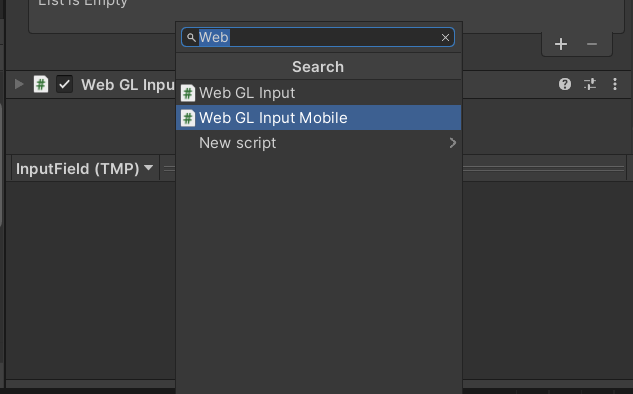 List is Empty
Web
Search
Web GL Inpu
Web GL Input
Web GL Input Mobile
New script
InputField (TMP)